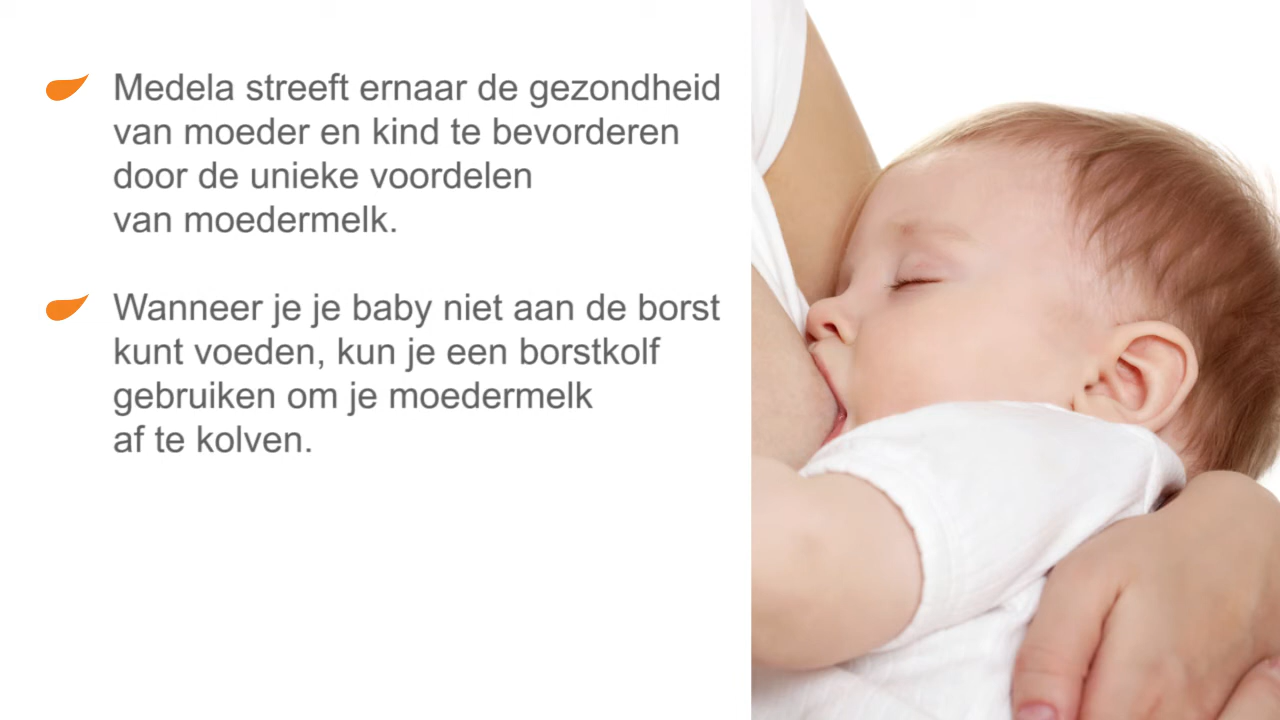 Medela streeft ernaar de gezondheid
van moeder en kind te bevorderen
door de unieke voordelen
van moedermelk.
Wanneer je je baby niet aan de borst
kunt voeden, kun je een borstkolf
gebruiken om je moedermelk
af te kolven.